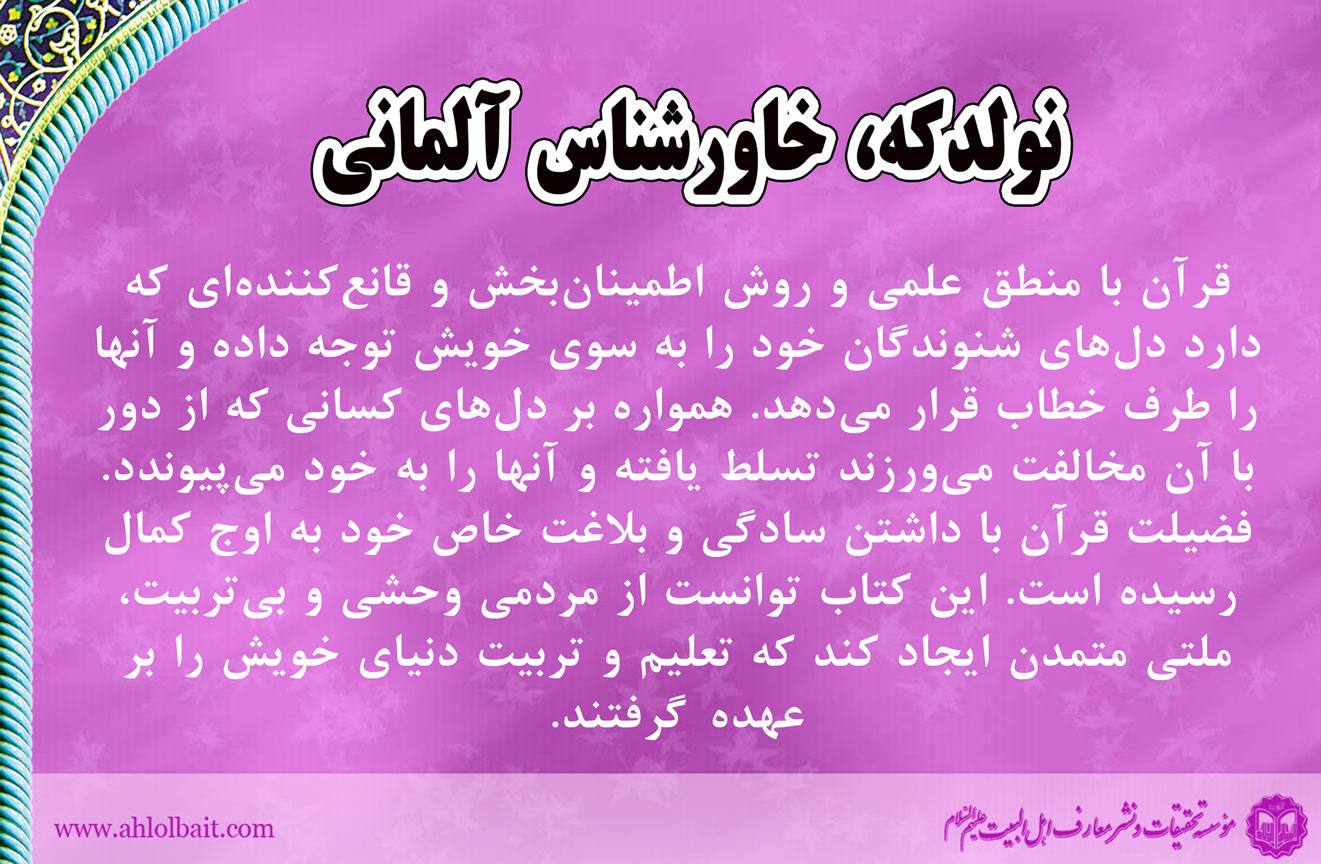 نولدکه، خاورشناس آلمانی
قرآن با منطق علمی و روش اطمینان‌بخش و قانع‌کننده‌ای که
دارد دل‌های شنوندگان خود را به سوی خویش توجه داده و آنها
را طرف خطاب قرار می‌دهد. همواره بر دل‌های کسانی که از دور
با آن مخالفت می‌ورزند تسلط یافته و آنها را به خود می‌پیوندد.
فضیلت قرآن با داشتن سادگی و بلاغت خاص خود به اوج کمال
رسیده است. این کتاب توانست از مردمی وحشی و بی‌تربیت،
ملتی متمدن ایجاد کند که تعلیم و تربیت دنیای خویش را بر
عهده گرفتند.
مؤسسه تحقیقات و نشر معارف اهل البیت علیهم السلام
www.ahlolbait.com